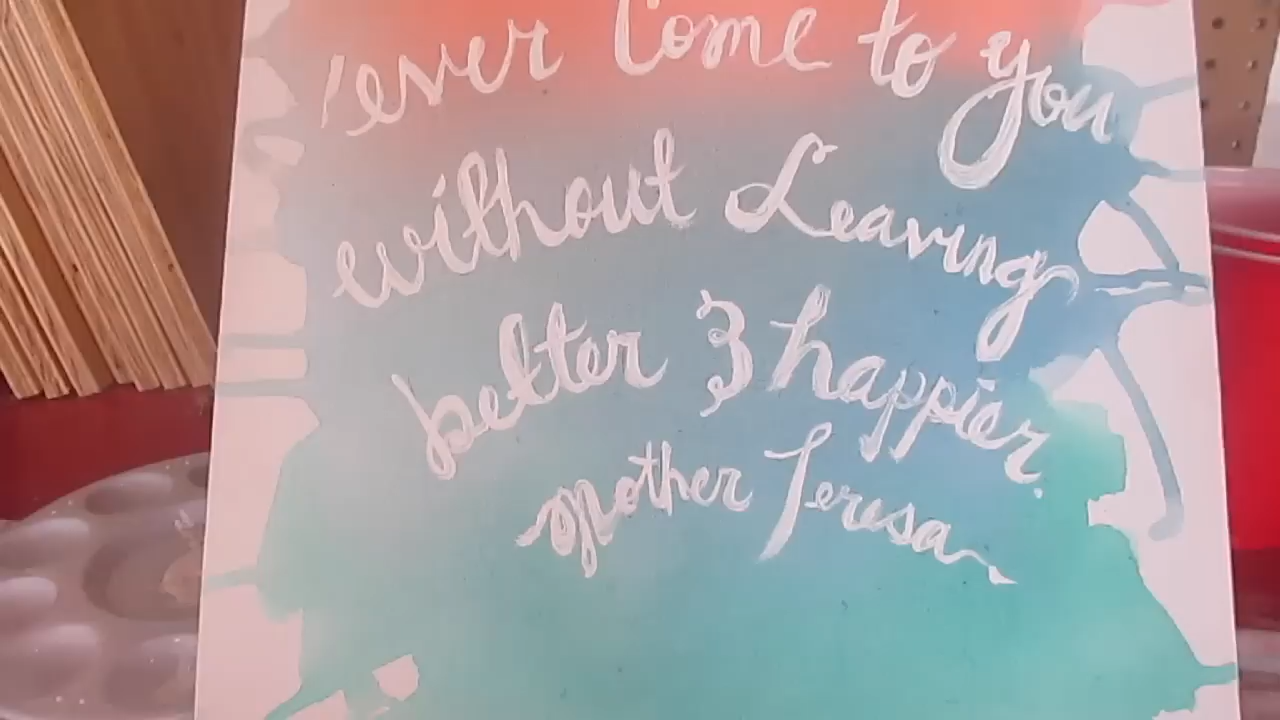 ever Come to you
without Leaving
better & happier.
Mother Teresa